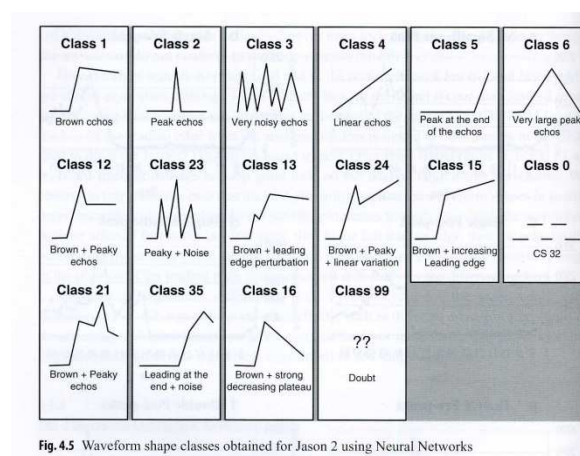 Class 1
Brown echos
Class 2
Peak echos
Class 3
Very noisy echos
Class 4
Linear echos
Class 5
Peak at the end
of the echos
Class 6
Very large peak
echos
Class 12
Brown + Peaky
echos
Class 23
Peaky + Noise
Class 13
Brown + leading
edge perturbation
Class 24
Brown + Peaky
+ linear variation
Class 15
Brown + increasing
Leading edge
Class 0
CS 32
Class 21
Brown + Peaky
echos
Class 35
Leading at the
end + noise
Class 16
Brown + strong
decreasing plateau
Class 99
??
Doubt
Fig. 4.5 Waveform shape classes obtained for Jason 2 using Neural Networks